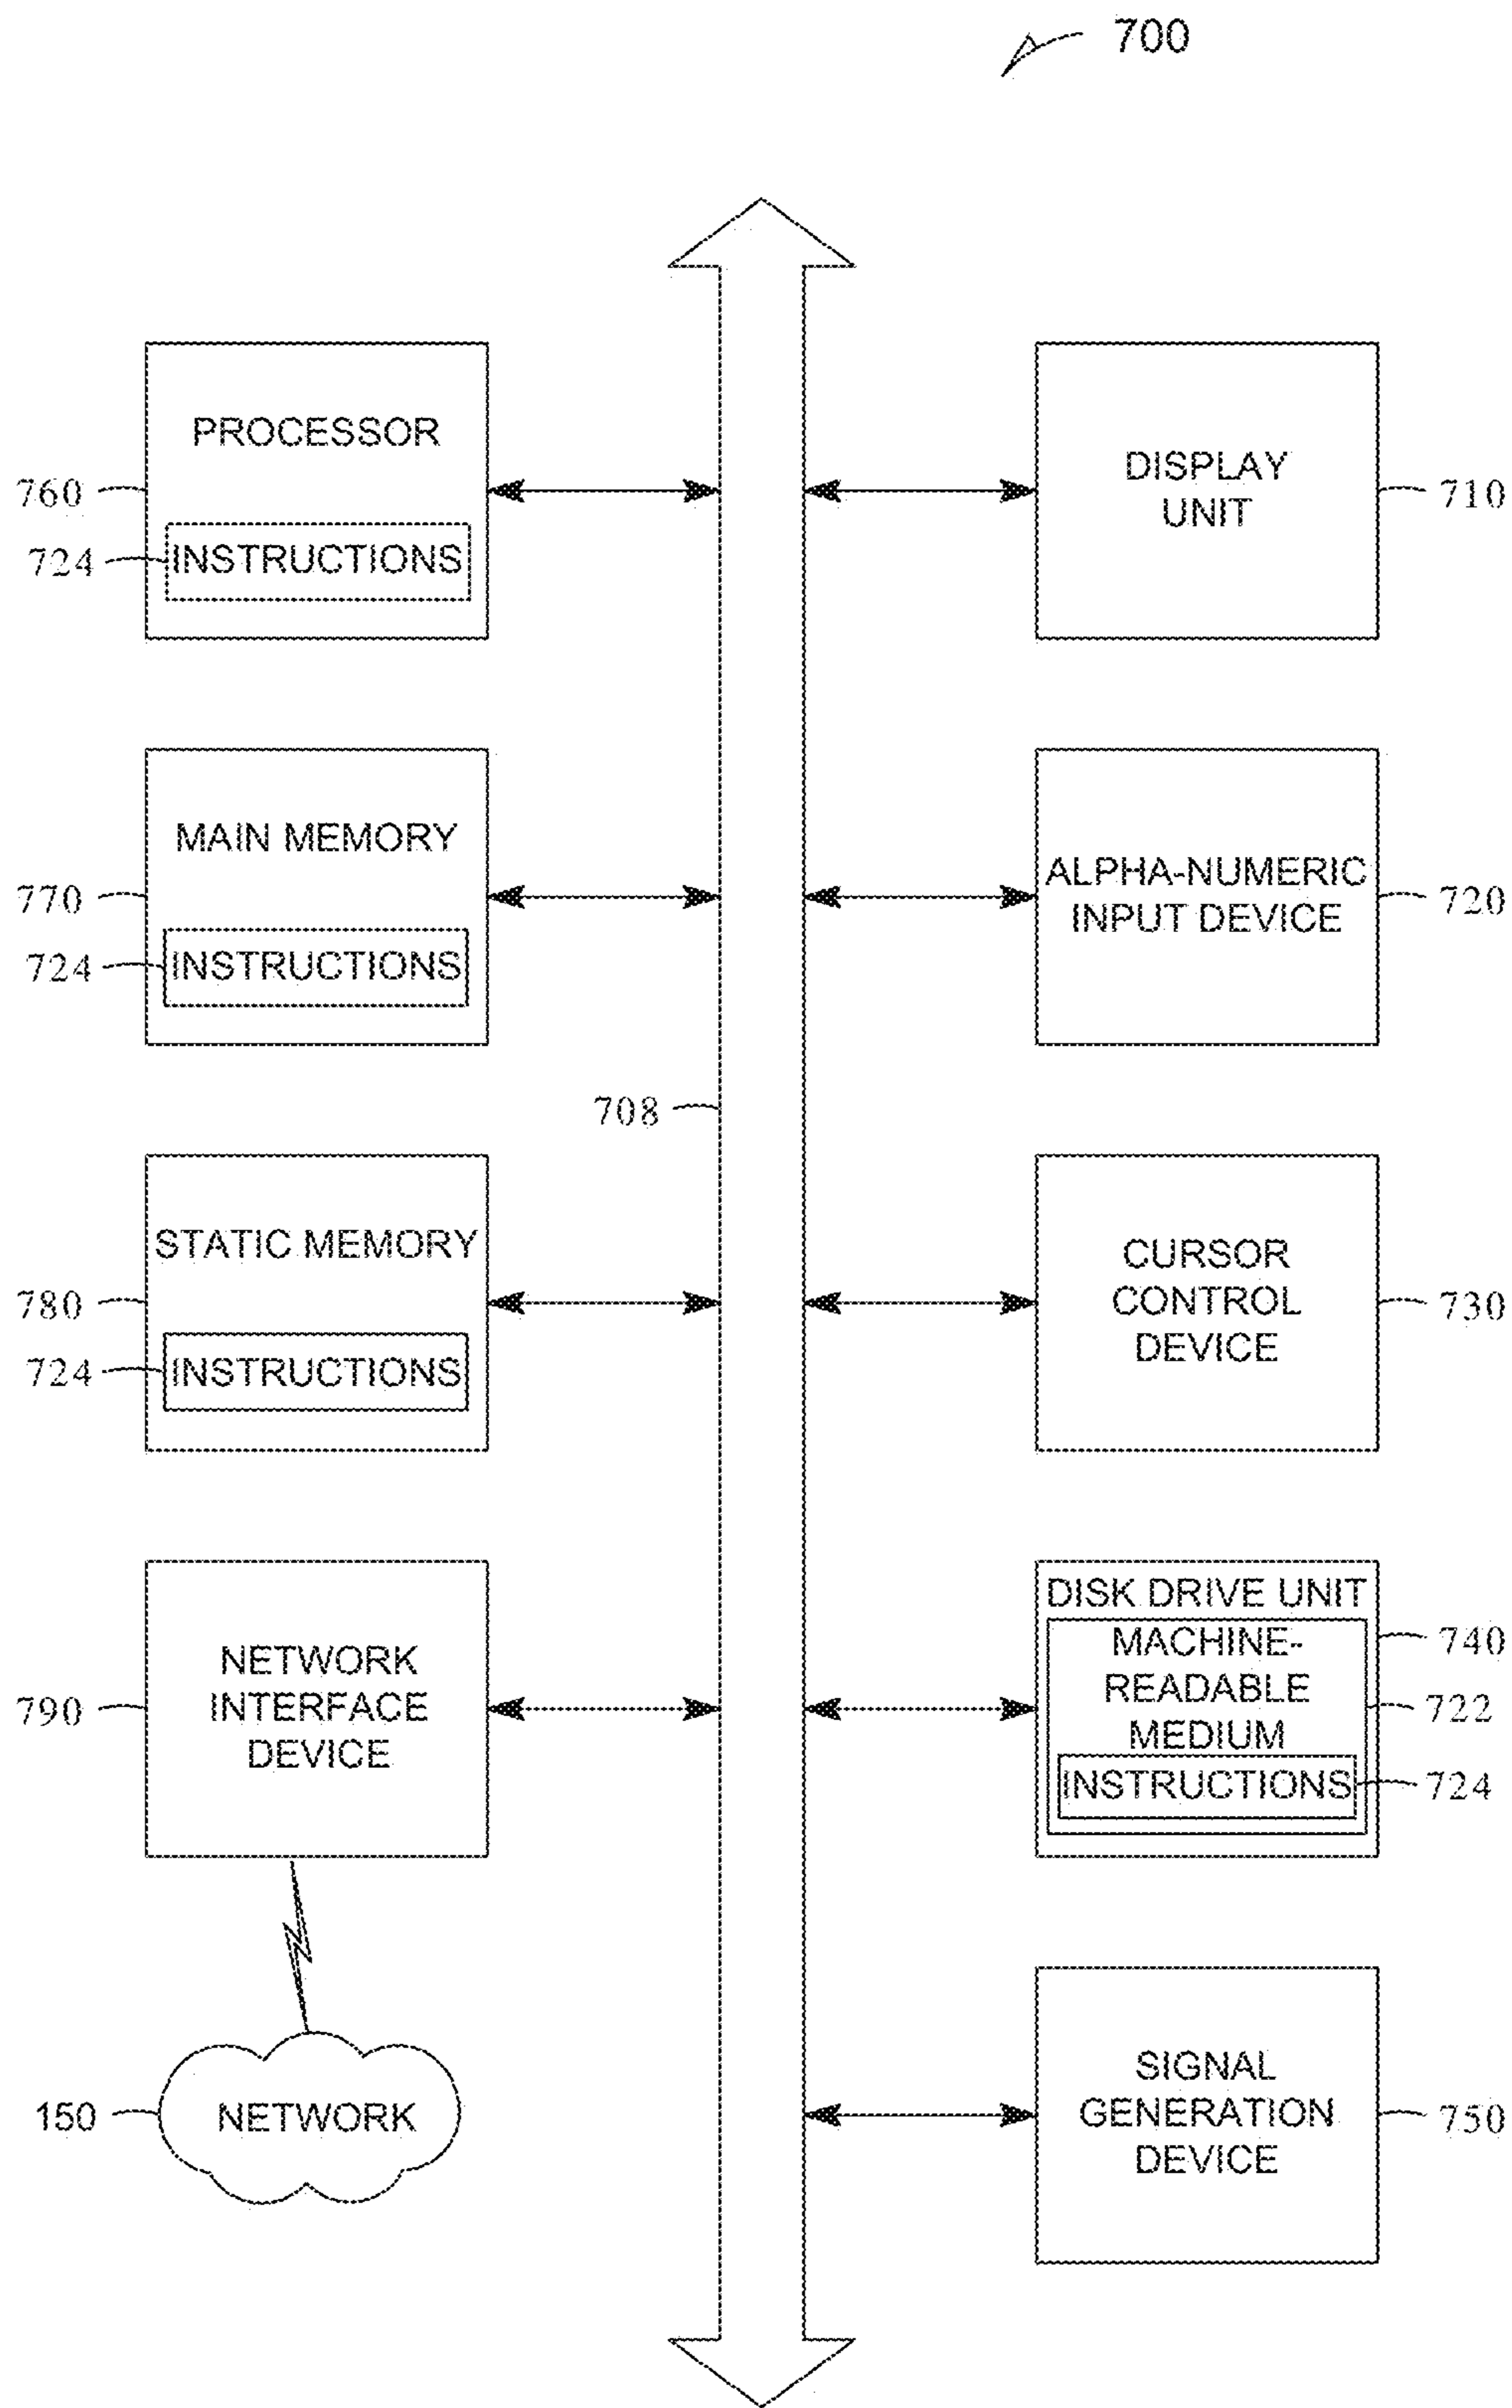 700
PROCESSOR
760
724
INSTRUCTIONS
DISPLAY
UNIT
710
MAIN MEMORY
770
724
INSTRUCTIONS
ALPHA-NUMERIC
INPUT DEVICE
720
708
STATIC MEMORY
780
724
INSTRUCTIONS
CURSOR
CONTROL
DEVICE
730
NETWORK
INTERFACE
DEVICE
790
DISK DRIVE UNIT
MACHINE-
READABLE
MEDIUM
INSTRUCTIONS
740
722
724
150
NETWORK
SIGNAL
GENERATION
DEVICE
750